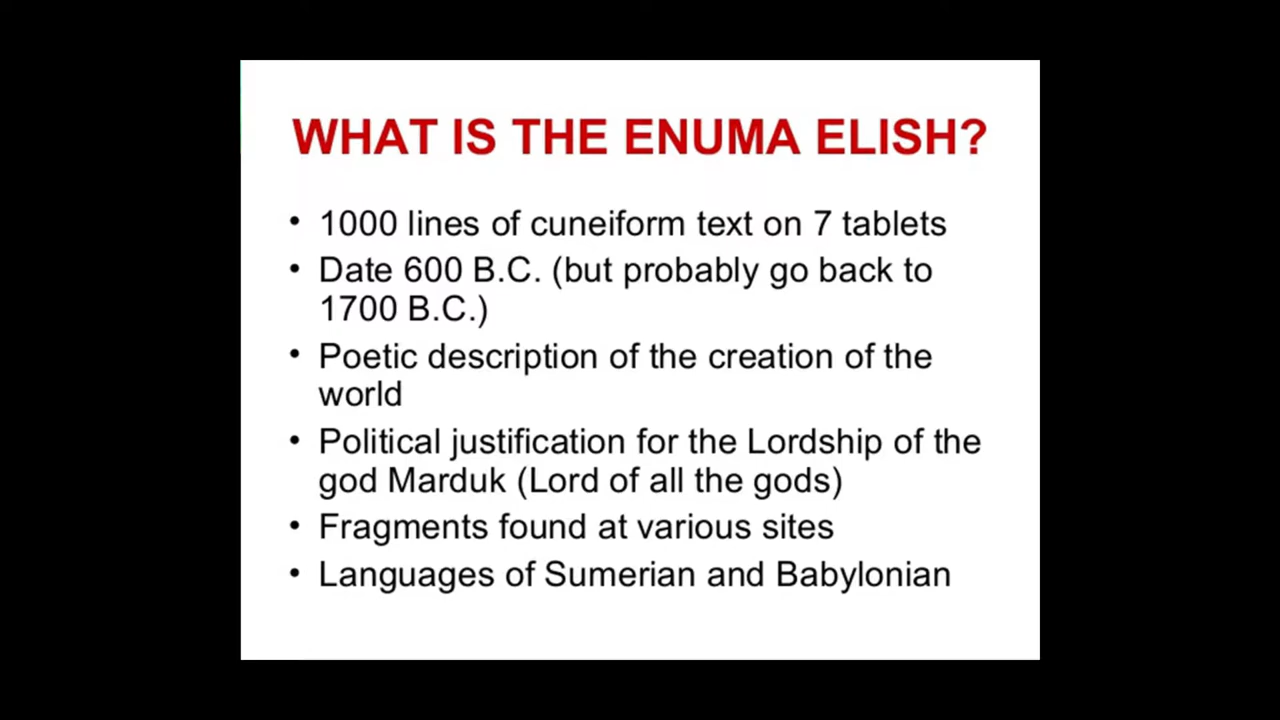 WHAT IS THE ENUMA ELISH?
• 1000 lines of cuneiform text on 7 tablets
• Date 600 B.C. (but probably go back to
1700 B.C.)
• Poetic description of the creation of the
world
• Political justification for the Lordship of the
god Marduk (Lord of all the gods)
• Fragments found at various sites
• Languages of Sumerian and Babylonian